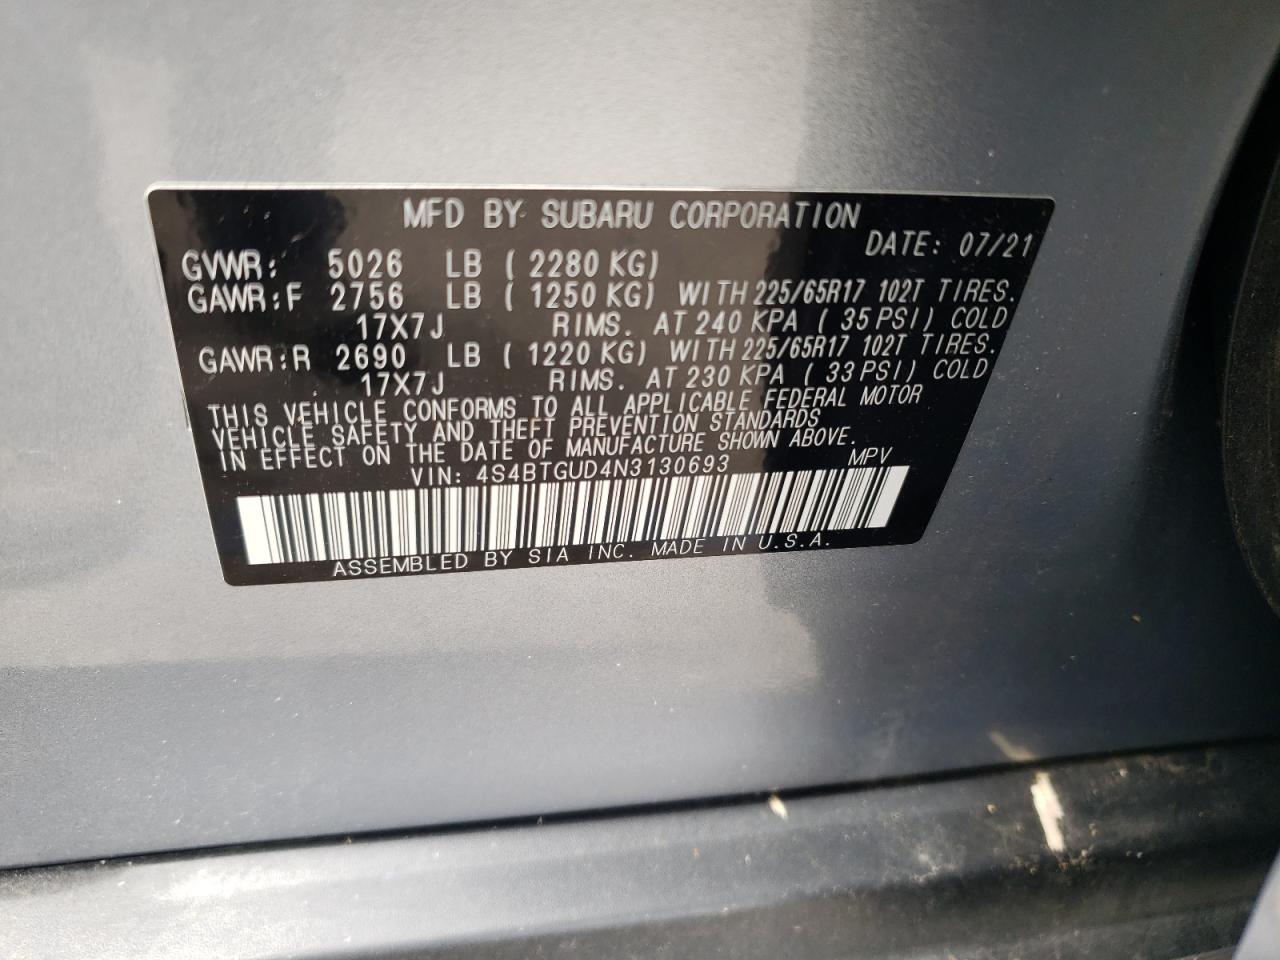 MFD BY SUBARU CORPORATION
DATE: 07/21
GVWR: 5026 LB ( 2280 KG)
GAWR:F 2756 LB ( 1250 KG) WITH 225/65R17 102T TIRES.
17X7J RIMS. AT 240 KPA ( 35 PSI) COLD
GAWR:R 2690 LB ( 1220 KG) WITH 225/65R17 102T TIRES.
17X7J RIMS. AT 230 KPA ( 33 PSI) COLD
THIS VEHICLE CONFORMS TO ALL APPLICABLE FEDERAL MOTOR
VEHICLE SAFETY AND THEFT PREVENTION STANDARDS
IN EFFECT ON THE DATE OF MANUFACTURE SHOWN ABOVE.
VIN: 4S4BTGUD4N3130693 MPV
ASSEMBLED BY SIA INC. MADE IN U.S.A.